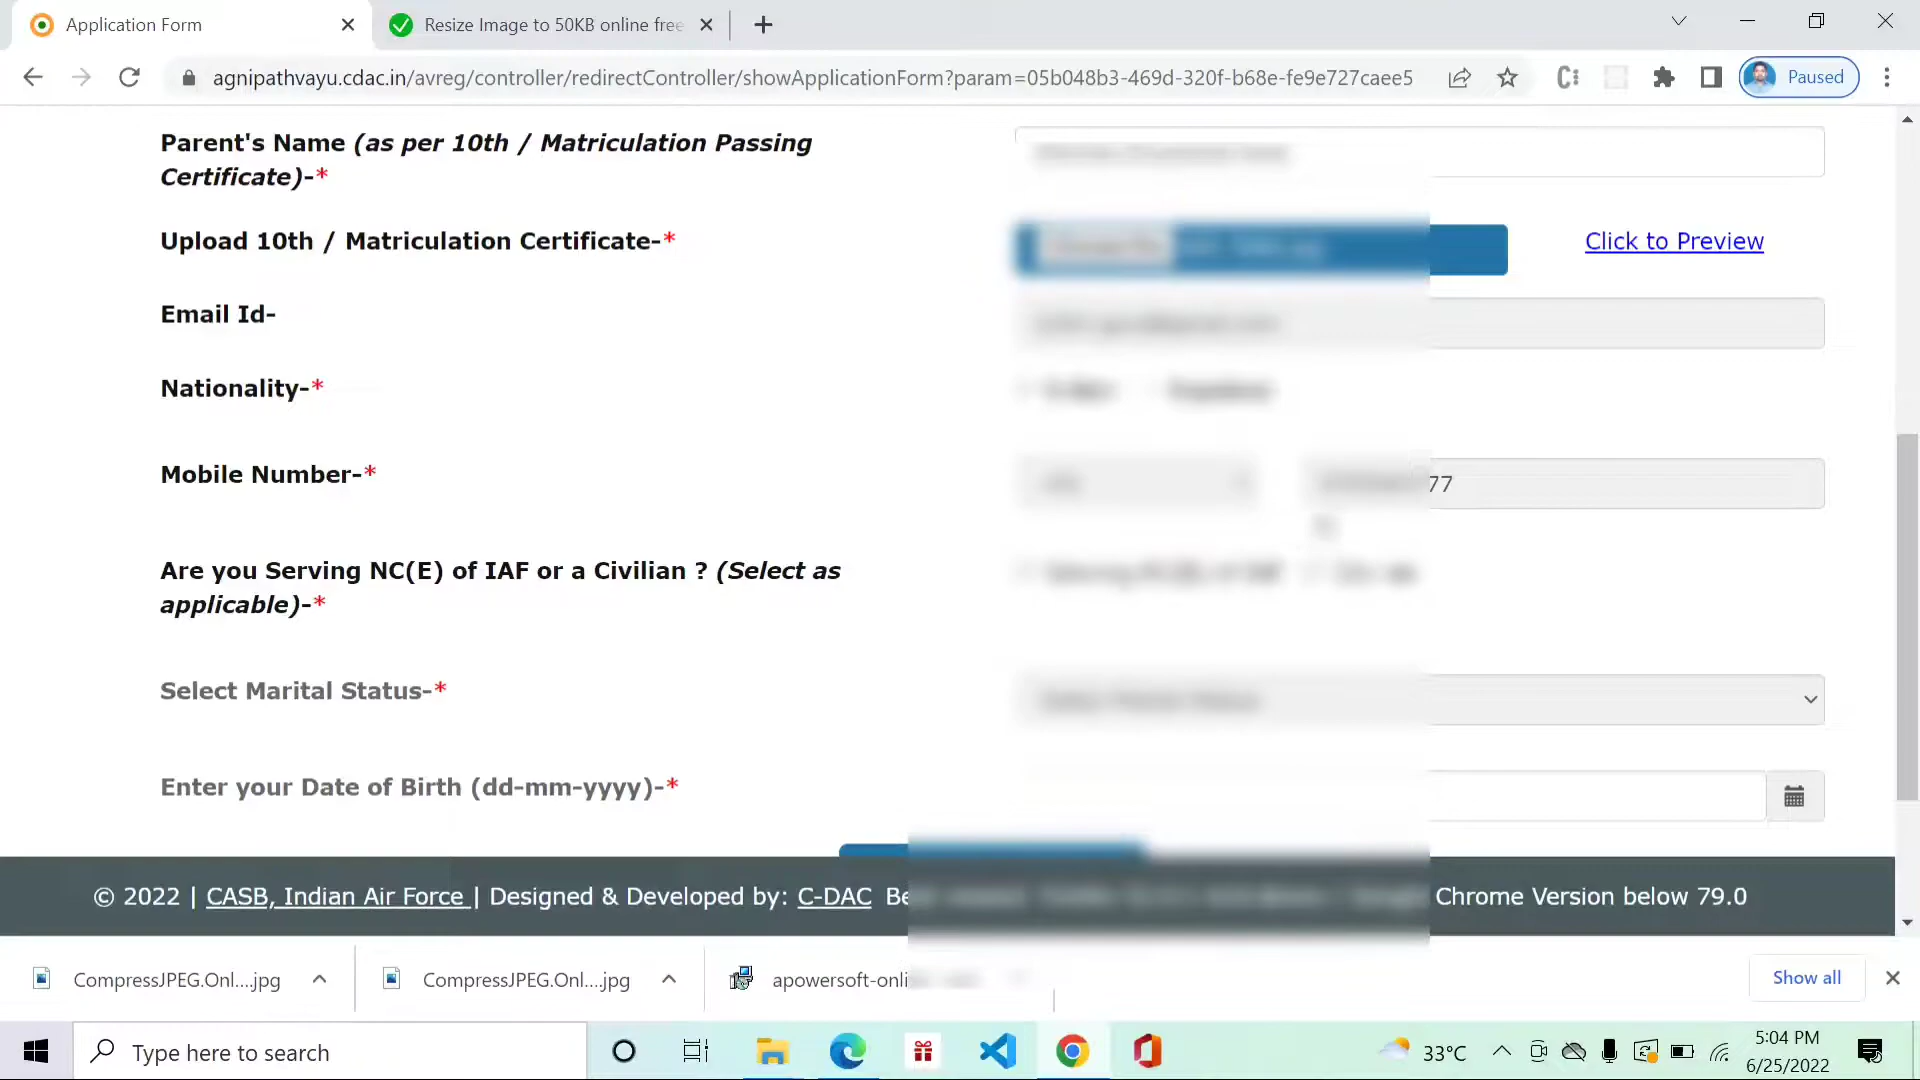 Application Form
Resize Image to 50KB online free
agnipathvayu.cdac.in/avreg/controller/redirectController/showApplicationForm?param=05b048b3-469d-320f-b68e-fe9e727caee5
Paused
Parent's Name (as per 10th / Matriculation Passing
Certificate)-*
Upload 10th / Matriculation Certificate-*
Click to Preview
Email Id-
Nationality-*
Mobile Number-*
77
Are you Serving NC(E) of IAF or a Civilian ? (Select as
applicable)-*
Select Marital Status-*
Enter your Date of Birth (dd-mm-yyyy)-*
© 2022 | CASB, Indian Air Force | Designed & Developed by: C-DAC Chrome Version below 79.0
CompressJPEG.Onl....jpg
CompressJPEG.Onl....jpg
apowersoft-onli
Show all
Type here to search
33°C
5:04 PM
6/25/2022